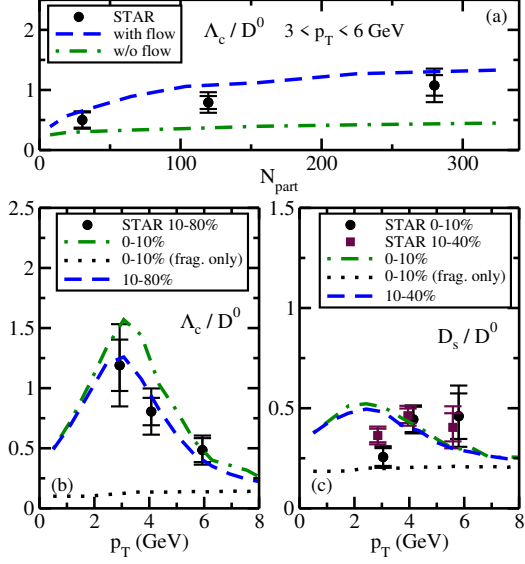 STAR
with flow
w/o flow
Λc / D⁰ 3 < pT < 6 GeV
(a)
2
1
0
0
100
200
300
Npart
2.5
2
1.5
1
0.5
0
STAR 10-80%
0-10%
0-10% (frag. only)
10-80%
Λc / D⁰
(b)
0
2
4
6
8
pT (GeV)
1
0.5
0
STAR 0-10%
STAR 10-40%
0-10%
0-10% (frag. only)
10-40%
Ds / D⁰
(c)
0
2
4
6
8
pT (GeV)